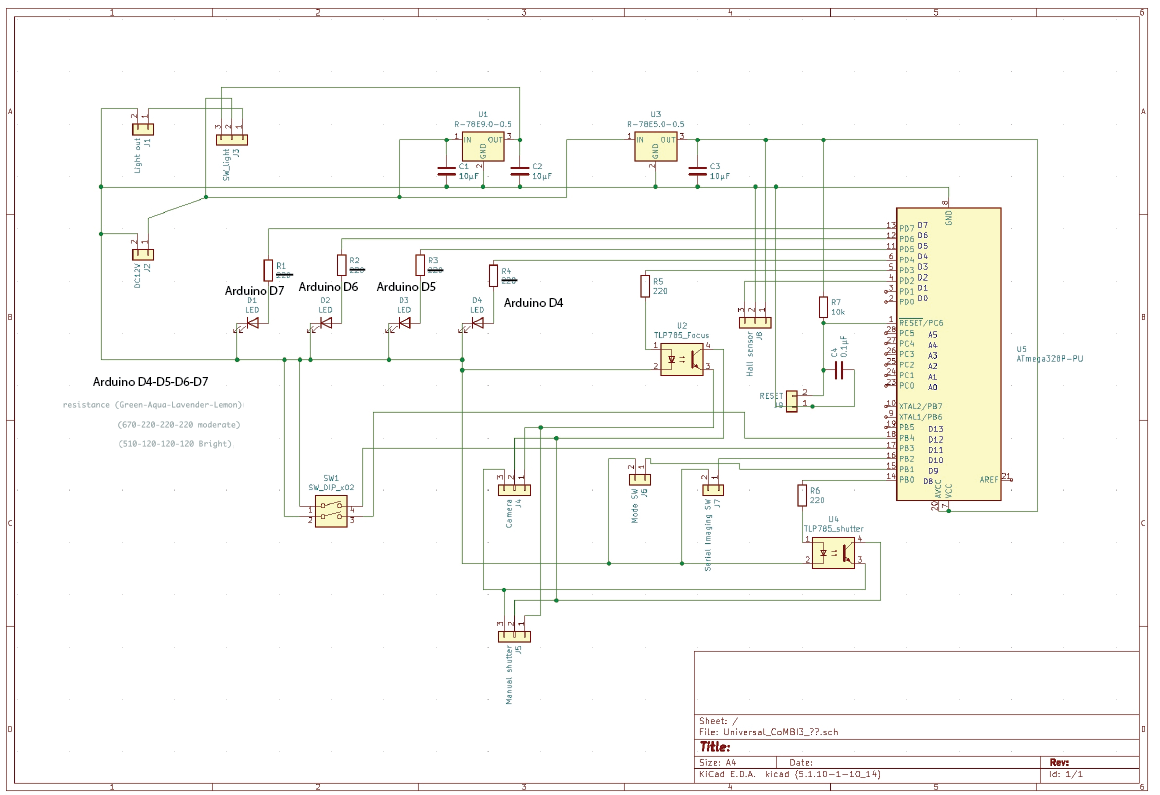 1 2 3 4 5 6
A A
B B
C C
D D
1 2 3 4 5 6
J1
Light out
2 1
J3
SW_light
3 2 1
J2
DC12V
2 1
U1
R-78E9.0-0.5
1 IN OUT 3
GND
2
C1
10μF
C2
10μF
U3
R-78E5.0-0.5
1 IN OUT 3
GND
2
C3
10μF
R1
220
Arduino D7
D1
LED
R2
220
Arduino D6
D2
LED
R3
220
Arduino D5
D3
LED
R4
220
Arduino D4
D4
LED
Arduino D4-D5-D6-D7
resistance (Green-Aqua-Lavender-Lemon):
(670-220-220-220 moderate)
(510-120-120-120 Bright)
R5
220
U2
TLP785_Focus
1 4
2 3
Hall sensor
J8
3 2 1
R7
10k
C4
0.1μF
RESET
J9
2
1
8
GND
13 PD7 D7
12 PD6 D6
11 PD5 D5
6 PD4 D4
5 PD3 D3
4 PD2 D2
3 PD1 D1
2 PD0 D0
1 RESET/PC6
28 PC5 A5
27 PC4 A4
26 PC3 A3
25 PC2 A2
24 PC1 A1
23 PC0 A0
10 XTAL2/PB7
9 XTAL1/PB6
19 PB5 D13
18 PB4 D12
17 PB3 D11
16 PB2 D10
15 PB1 D9
14 PB0 D8
AREF 21
AVCC VCC
20 7
U5
ATmega328P-PU
SW1
SW_DIP_x02
1 4
2 3
Camera
J4
3 2 1
Mode SW
J6
2 1
Serial Imaging SW
J7
2 1
R6
220
U4
TLP785_shutter
1 4
2 3
Manual shutter
J5
3 2 1
Sheet: /
File: Universal_CoMBI3_??.sch
Title:
Size: A4 Date: Rev:
KiCad E.D.A. kicad (5.1.10-1-10_14) Id: 1/1